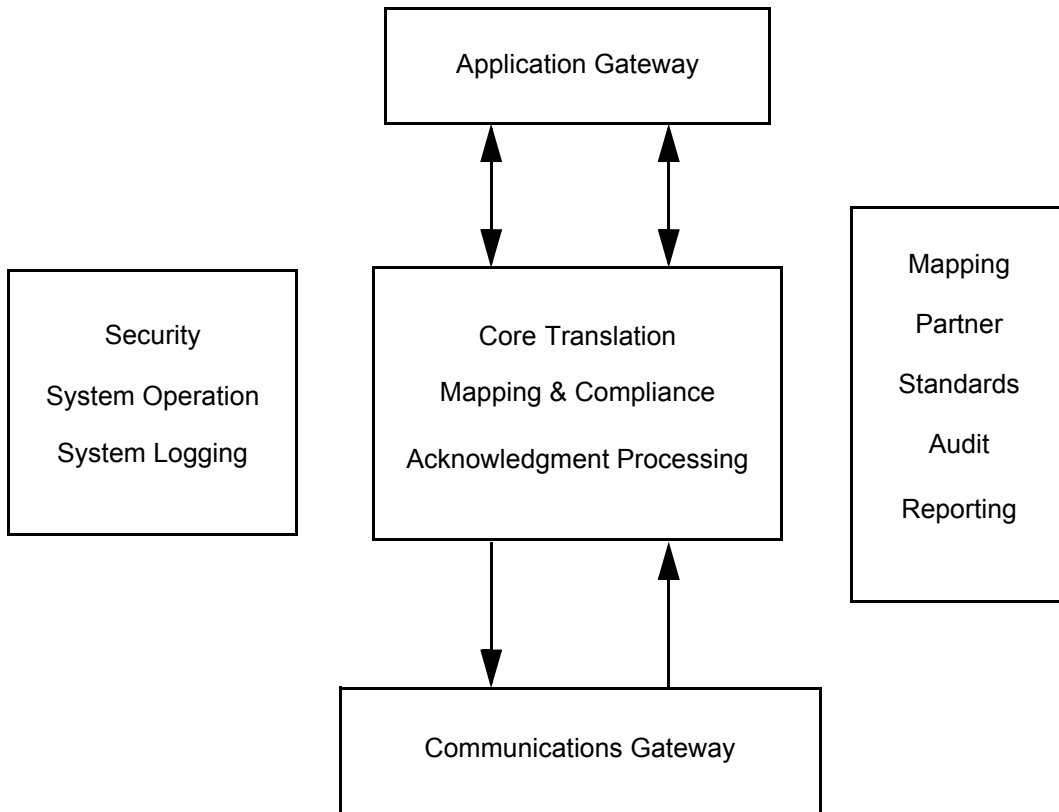 Application Gateway
Security
System Operation
System Logging
Core Translation
Mapping & Compliance
Acknowledgment Processing
Mapping
Partner
Standards
Audit
Reporting
Communications Gateway